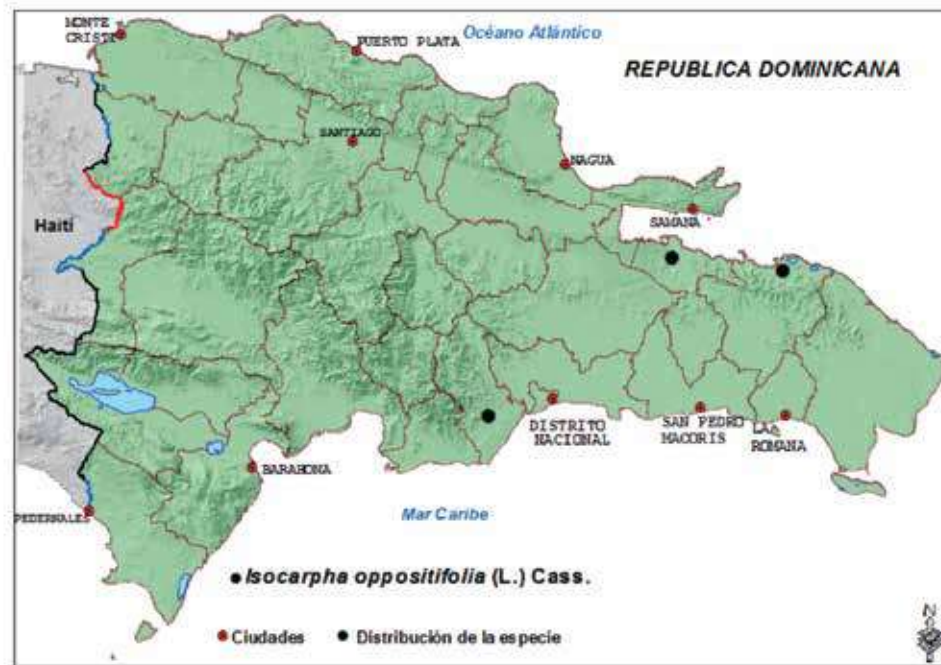 MONTE
CRISTI
PUERTO PLATA
Océano Atlántico
REPUBLICA DOMINICANA
SANTIAGO
NAGUA
SAMANA
Haití
DISTRITO
NACIONAL
SAN PEDRO
MACORIS
LA
ROMANA
BARAHONA
PEDERNALES
Mar Caribe
Isocarpha oppositifolia (L.) Cass.
Ciudades
Distribución de la especie
N